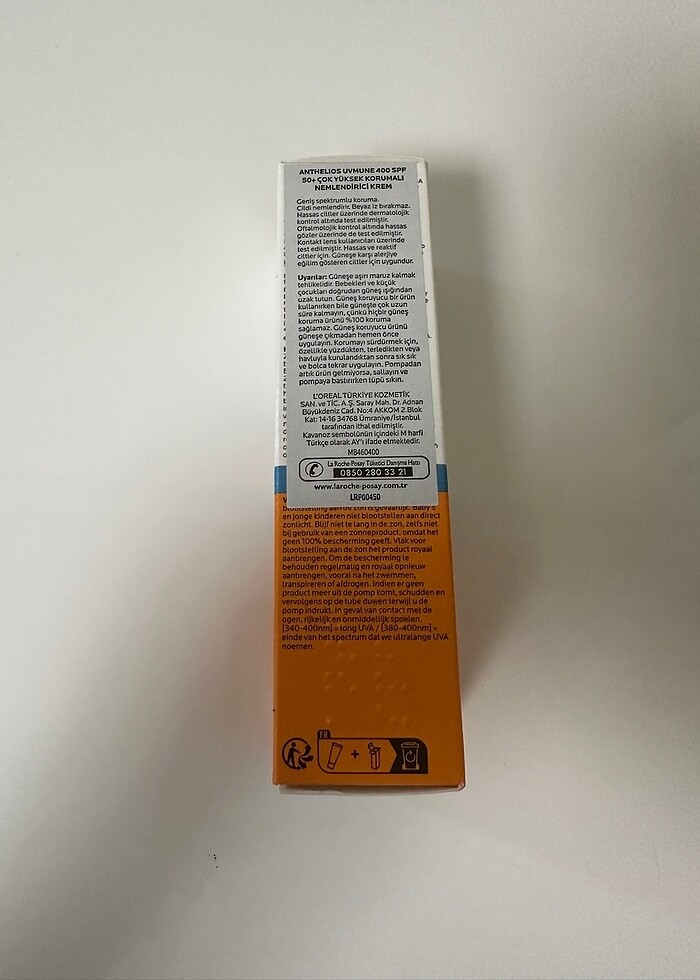 ANTHELIOS UVMUNE 400 SPF
50+ ÇOK YÜKSEK KORUMALI
NEMLENDİRİCİ KREM
Geniş spektrumlu koruma.
Cildi nemlendirir. Beyaz iz bırakmaz.
Hassas ciltler üzerinde dermatolojik
kontrol altında test edilmiştir.
Oftalmolojik kontrol altında hassas
gözler üzerinde de test edilmiştir.
Kontakt lens kullanıcıları üzerinde
test edilmiştir. Hassas ve reaktif
ciltler için. Güneşe karşı alerjiye
eğilim gösteren ciltler için uygundur.
Uyarılar: Güneşe aşırı maruz kalmak
tehlikelidir. Bebekleri ve küçük
çocukları doğrudan güneş ışığından
uzak tutun. Güneş koruyucu bir ürün
kullanırken bile güneşte çok uzun
süre kalmayın, çünkü hiçbir güneş
koruma ürünü %100 koruma
sağlamaz. Güneş koruyucu ürünü
güneşe çıkmadan hemen önce
uygulayın. Korumayı sürdürmek için,
özellikle yüzdükten, terledikten veya
havluyla kurulandıktan sonra sık sık
ve bolca tekrar uygulayın. Pompadan
artık ürün gelmiyorsa, sallayın ve
pompaya bastırırken tüpü sıkın.
L'OREAL TÜRKİYE KOZMETİK
SAN. ve TİC. A.Ş. Saray Mah. Dr. Adnan
Büyükdeniz Cad. No:4 AKKOM 2.Blok
Kat: 14-16 34768 Ümraniye/İstanbul
tarafından ithal edilmiştir.
Kavanoz sembolünün içindeki M harfi
Türkçe olarak AY'ı ifade etmektedir.
MB460400
La Roche-Posay Tüketici Danışma Hattı
0850 280 33 21
www.laroche-posay.com.tr
LRP00450
blootstelling aan de zon is gevaarlijk. Baby's
en jonge kinderen niet blootstellen aan direct
zonlicht. Blijf niet te lang in de zon, zelfs niet
bij gebruik van een zonneproduct, omdat het
geen 100% bescherming geeft. Vlak voor
blootstelling aan de zon het product royaal
aanbrengen. Om de bescherming te
behouden regelmatig en royaal opnieuw
aanbrengen, vooral na het zwemmen,
transpireren of afdrogen. Indien er geen
product meer uit de pomp komt, schudden en
vervolgens op de tube duwen terwijl u de
pomp indrukt. In geval van contact met de
ogen, rijkelijk en onmiddellijk spoelen.
[340-400nm] = long UVA / [380-400nm] =
einde van het spectrum dat we ultralange UVA
noemen.
FR
+